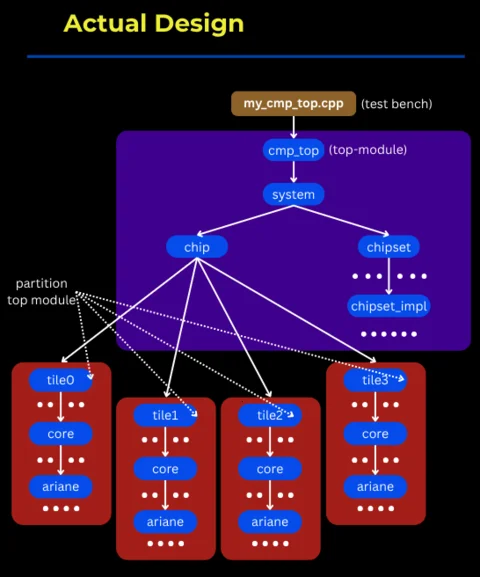 Actual Design
my_cmp_top.cpp (test bench)
cmp_top (top-module)
system
chip chipset
partition
top module
chipset_impl
tile0 tile3
tile1 tile2
core core
core core
ariane ariane
ariane ariane